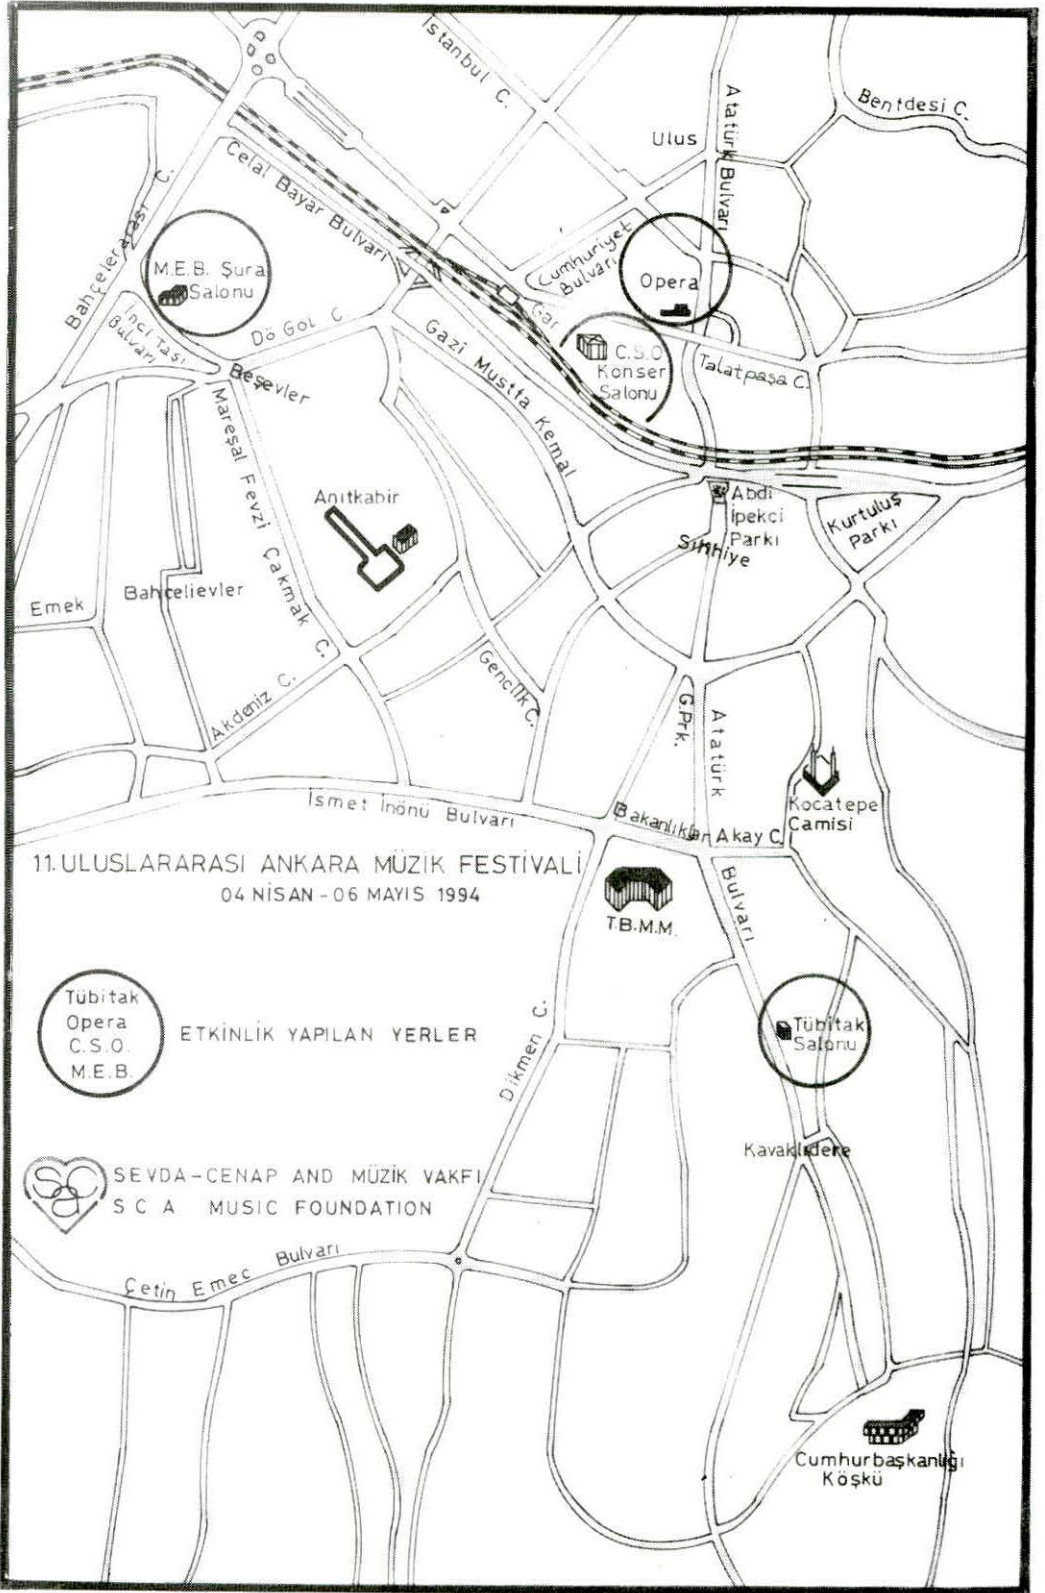 İstanbul C.
Bentdesi C.
Atatürk Bulvarı
Ulus
Celal Bayar Bulvarı
Bahçelerarası C.
Cumhuriyet
Bulvarı
M.E.B. Şura
Salonu
Opera
Gar
İnci Taşı
Bulvarı
Dö Gol C
Gazi Mustfa Kemal
C.S.O
Konser
Salonu
Talatpaşa C.
Beşevler
Mareşal Fevzi Çakmak C.
Anıtkabir
Abdi
İpekci
Parkı
Kurtuluş
Parkı
Sıhhiye
Bahçelievler
Emek
Gençlik C.
Akdeniz C.
G.Prk.
Atatürk
Kocatepe
Camisi
İsmet İnönü Bulvarı
Bakanlıklar
Akay C.
11.ULUSLARARASI ANKARA MÜZİK FESTİVALİ
04 NİSAN - 06 MAYIS 1994
T.B.M.M.
Bulvarı
Tübitak
Opera
C.S.O.
M.E.B.
ETKİNLİK YAPILAN YERLER
Tübitak
Salonu
Dikmen C.
Kavaklıdere
SCA
SEVDA-CENAP AND MÜZİK VAKFI
S C A MUSIC FOUNDATION
Çetin Emec Bulvarı
Cumhurbaşkanlığı
Köşkü